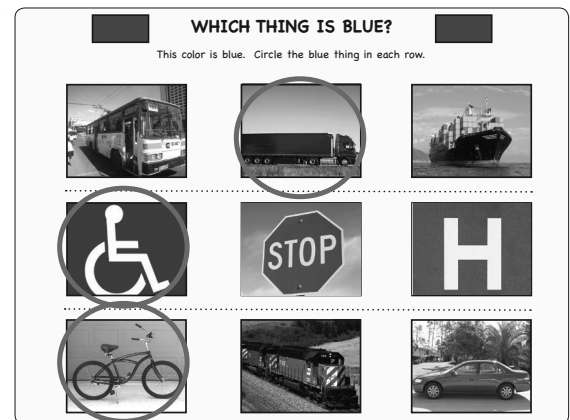 WHICH THING IS BLUE?
This color is blue. Circle the blue thing in each row.
STOP
H